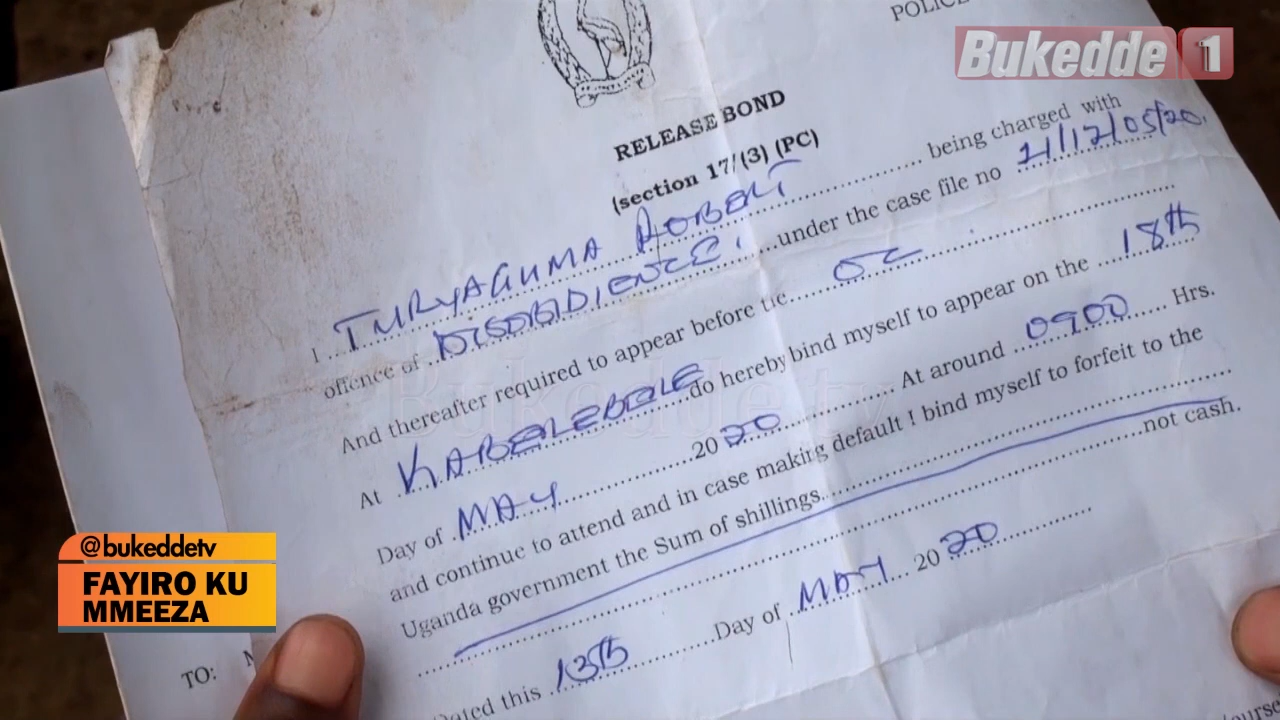 POLICE
Bukedde 1
RELEASE BOND
(section 17/(3) (PC)
I TURYAGUMA ROBERT being charged with
offence of DISOBIDIENCE. under the case file no 21/12/05/20.
And thereafter required to appear before the OC
At KABELEBELE do hereby bind myself to appear on the 18th
Day of MAY 2020 At around 0900 Hrs.
and continue to attend and in case making default I bind myself to forfeit to the
Uganda government the Sum of shillings
not cash.
Dated this 13th Day of MAY 2020
TO:
Bukedde tv
@bukeddetv
FAYIRO KU
MMEEZA